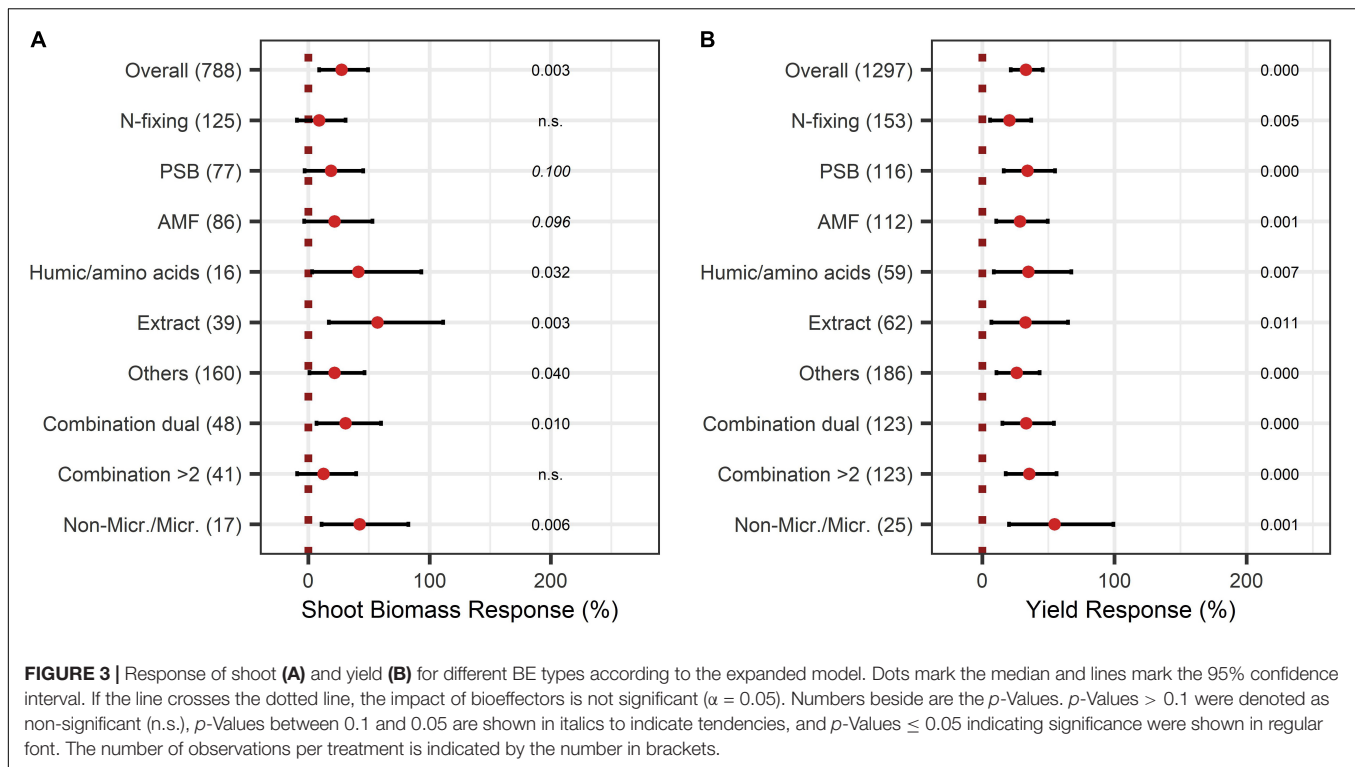 A
B
Overall (788)
0.003
N-fixing (125)
n.s.
PSB (77)
0.100
AMF (86)
0.096
Humic/amino acids (16)
0.032
Extract (39)
0.003
Others (160)
0.040
Combination dual (48)
0.010
Combination >2 (41)
n.s.
Non-Micr./Micr. (17)
0.006
0 100 200
Shoot Biomass Response (%)
Overall (1297)
0.000
N-fixing (153)
0.005
PSB (116)
0.000
AMF (112)
0.001
Humic/amino acids (59)
0.007
Extract (62)
0.011
Others (186)
0.000
Combination dual (123)
0.000
Combination >2 (123)
0.000
Non-Micr./Micr. (25)
0.001
0 100 200
Yield Response (%)
FIGURE 3 | Response of shoot (A) and yield (B) for different BE types according to the expanded model. Dots mark the median and lines mark the 95% confidence
interval. If the line crosses the dotted line, the impact of bioeffectors is not significant (α = 0.05). Numbers beside are the p-Values. p-Values > 0.1 were denoted as
non-significant (n.s.), p-Values between 0.1 and 0.05 are shown in italics to indicate tendencies, and p-Values ≤ 0.05 indicating significance were shown in regular
font. The number of observations per treatment is indicated by the number in brackets.